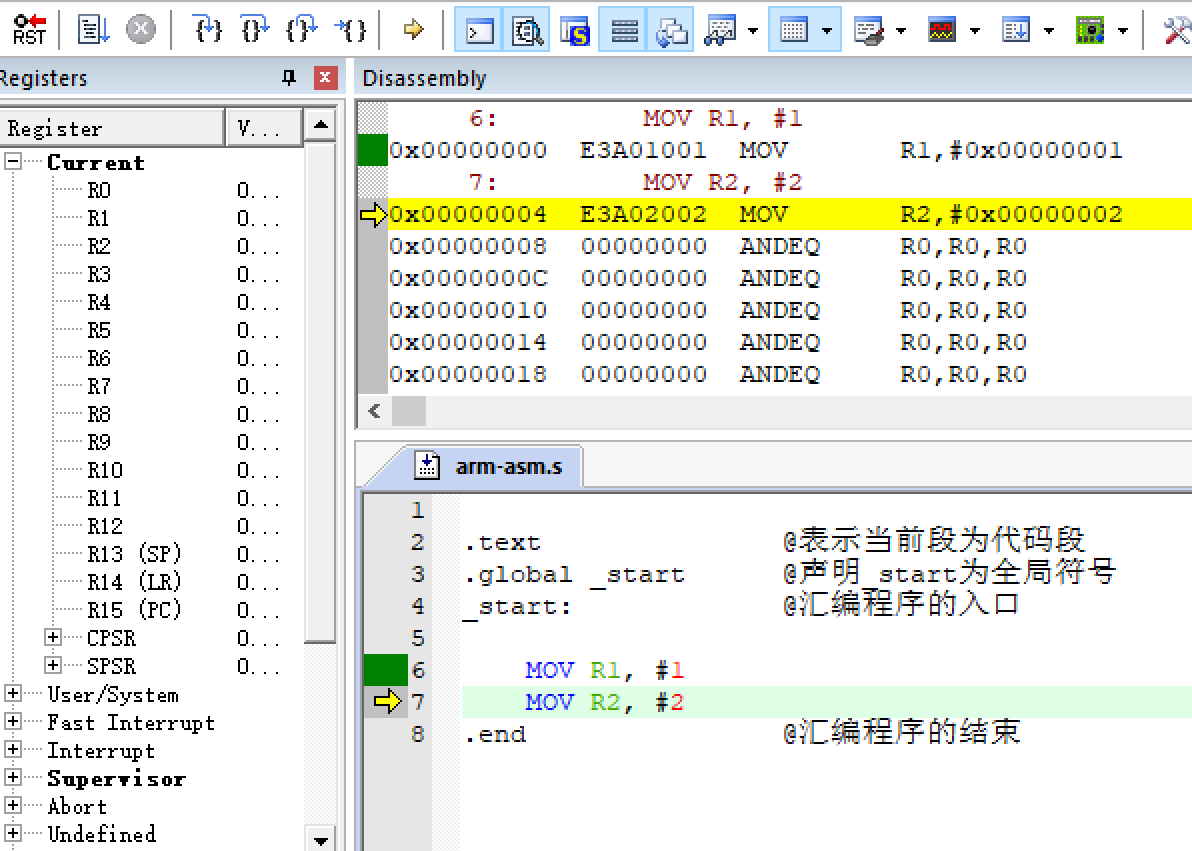 RST
Registers
Register V...
Current
R0 0...
R1 0...
R2 0...
R3 0...
R4 0...
R5 0...
R6 0...
R7 0...
R8 0...
R9 0...
R10 0...
R11 0...
R12 0...
R13 (SP) 0...
R14 (LR) 0...
R15 (PC) 0...
CPSR 0...
SPSR 0...
User/System
Fast Interrupt
Interrupt
Supervisor
Abort
Undefined
Disassembly
6: MOV R1, #1
0x00000000 E3A01001 MOV R1,#0x00000001
7: MOV R2, #2
0x00000004 E3A02002 MOV R2,#0x00000002
0x00000008 00000000 ANDEQ R0,R0,R0
0x0000000C 00000000 ANDEQ R0,R0,R0
0x00000010 00000000 ANDEQ R0,R0,R0
0x00000014 00000000 ANDEQ R0,R0,R0
0x00000018 00000000 ANDEQ R0,R0,R0
arm-asm.s
1
2 .text @表示当前段为代码段
3 .global _start @声明_start为全局符号
4 _start: @汇编程序的入口
5
6 MOV R1, #1
7 MOV R2, #2
8 .end @汇编程序的结束